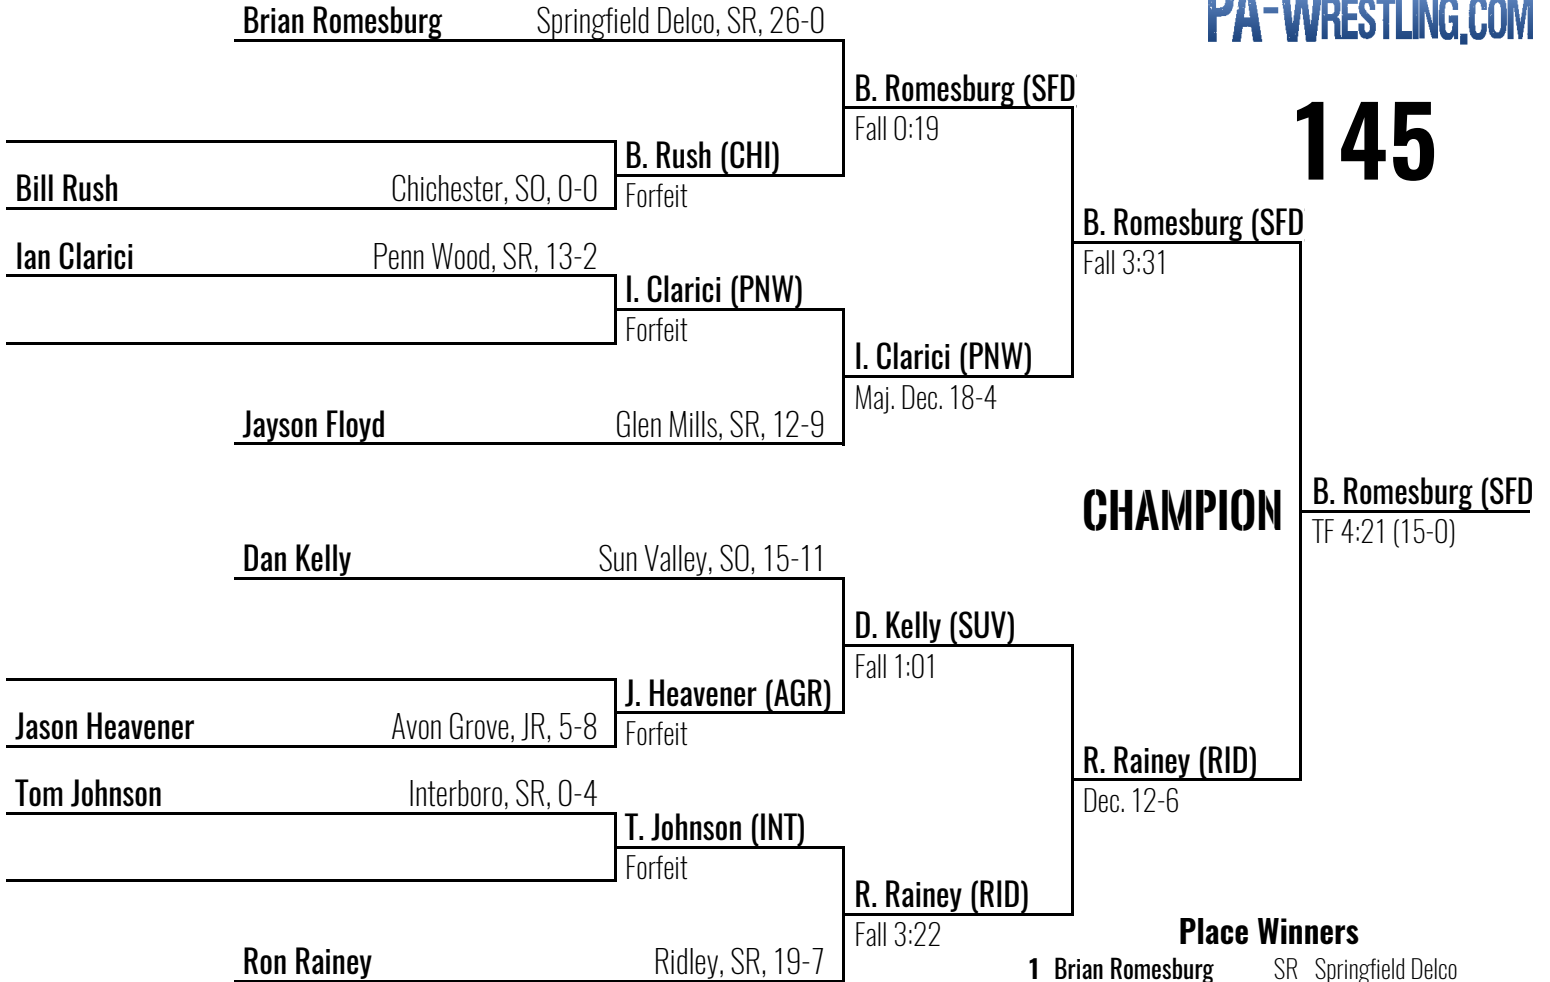 Brian Romesburg Springfield Delco, SR, 26-0
PA-WRESTLING.COM
B. Romesburg (SFD
Fall 0:19
145
B. Rush (CHI)
Bill Rush Chichester, SO, 0-0
Forfeit
B. Romesburg (SFD
Fall 3:31
Ian Clarici Penn Wood, SR, 13-2
I. Clarici (PNW)
Forfeit
I. Clarici (PNW)
Maj. Dec. 18-4
Jayson Floyd Glen Mills, SR, 12-9
CHAMPION
B. Romesburg (SFD
TF 4:21 (15-0)
Dan Kelly Sun Valley, SO, 15-11
D. Kelly (SUV)
Fall 1:01
J. Heavener (AGR)
Jason Heavener Avon Grove, JR, 5-8
Forfeit
R. Rainey (RID)
Dec. 12-6
Tom Johnson Interboro, SR, 0-4
T. Johnson (INT)
Forfeit
R. Rainey (RID)
Fall 3:22
Ron Rainey Ridley, SR, 19-7
Place Winners
1 Brian Romesburg SR Springfield Delco